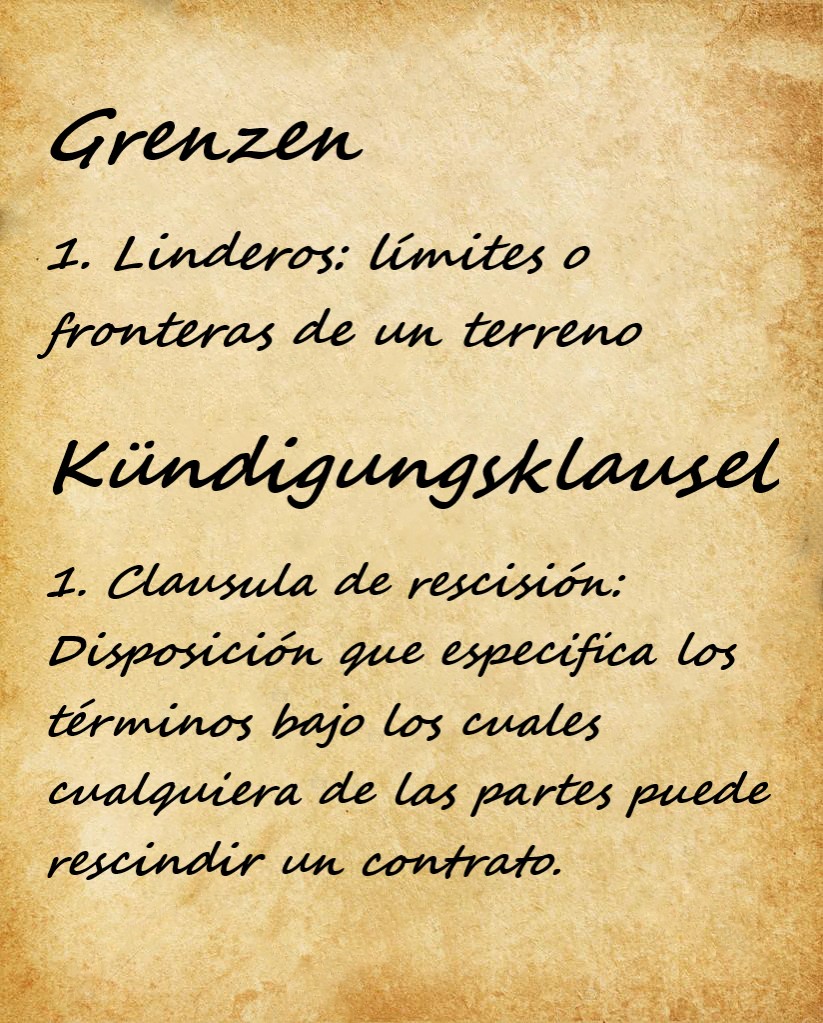 Grenzen
1. Linderos: límites o
fronteras de un terreno
Kündigungsklausel
1. Clausula de rescisión:
Disposición que especifica los
términos bajo los cuales
cualquiera de las partes puede
rescindir un contrato.